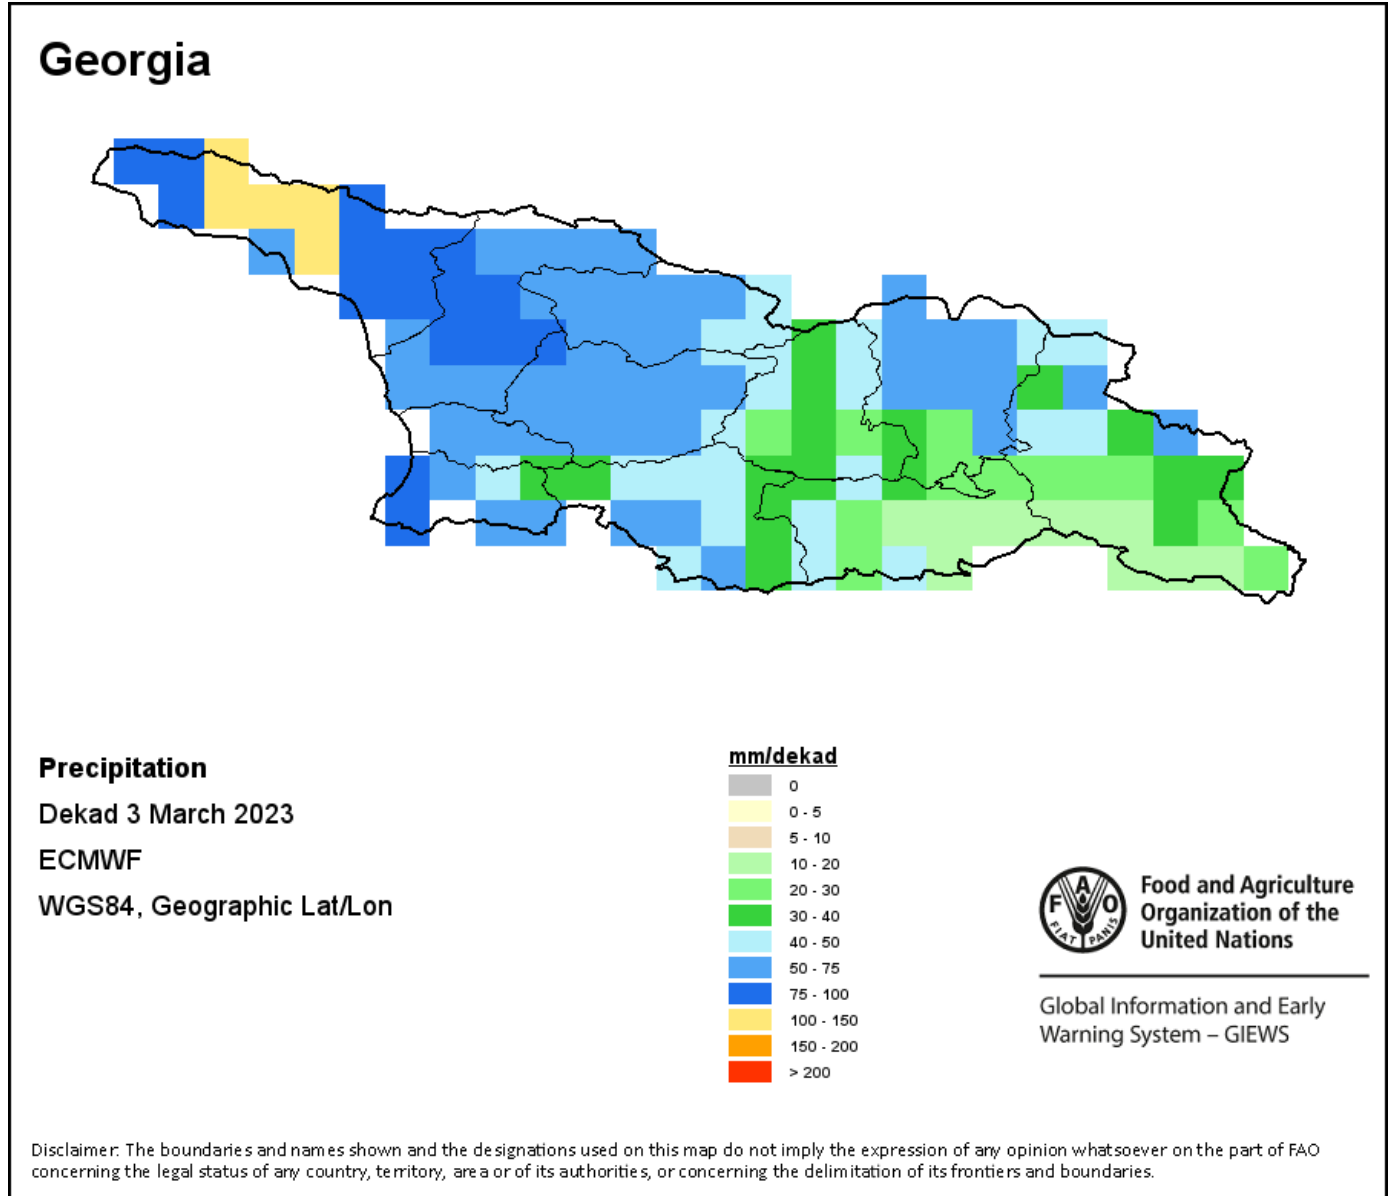 Georgia
Precipitation
Dekad 3 March 2023
ECMWF
WGS84, Geographic Lat/Lon
mm/dekad
0
0 - 5
5 - 10
10 - 20
20 - 30
30 - 40
40 - 50
50 - 75
75 - 100
100 - 150
150 - 200
> 200
F A O
FIAT PANIS
Food and Agriculture
Organization of the
United Nations
Global Information and Early
Warning System – GIEWS
Disclaimer: The boundaries and names shown and the designations used on this map do not imply the expression of any opinion whatsoever on the part of FAO
concerning the legal status of any country, territory, area or of its authorities, or concerning the delimitation of its frontiers and boundaries.